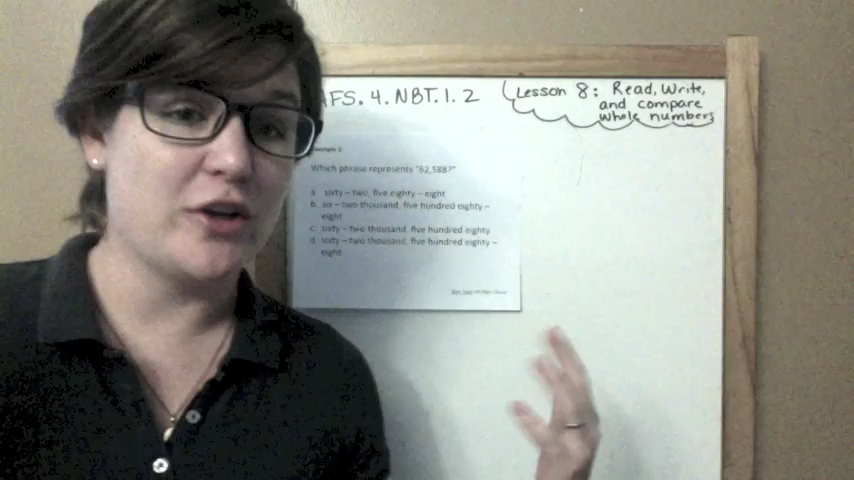 AFS. 4. NBT. 1. 2
Lesson 8: Read, Write,
and compare
whole numbers
Example 2
Which phrase represents "62,588?"
a. sixty – two, five eighty – eight
b. six – two thousand, five hundred eighty –
eight
c. sixty – two thousand, five hundred eighty
d. sixty – two thousand, five hundred eighty –
eight